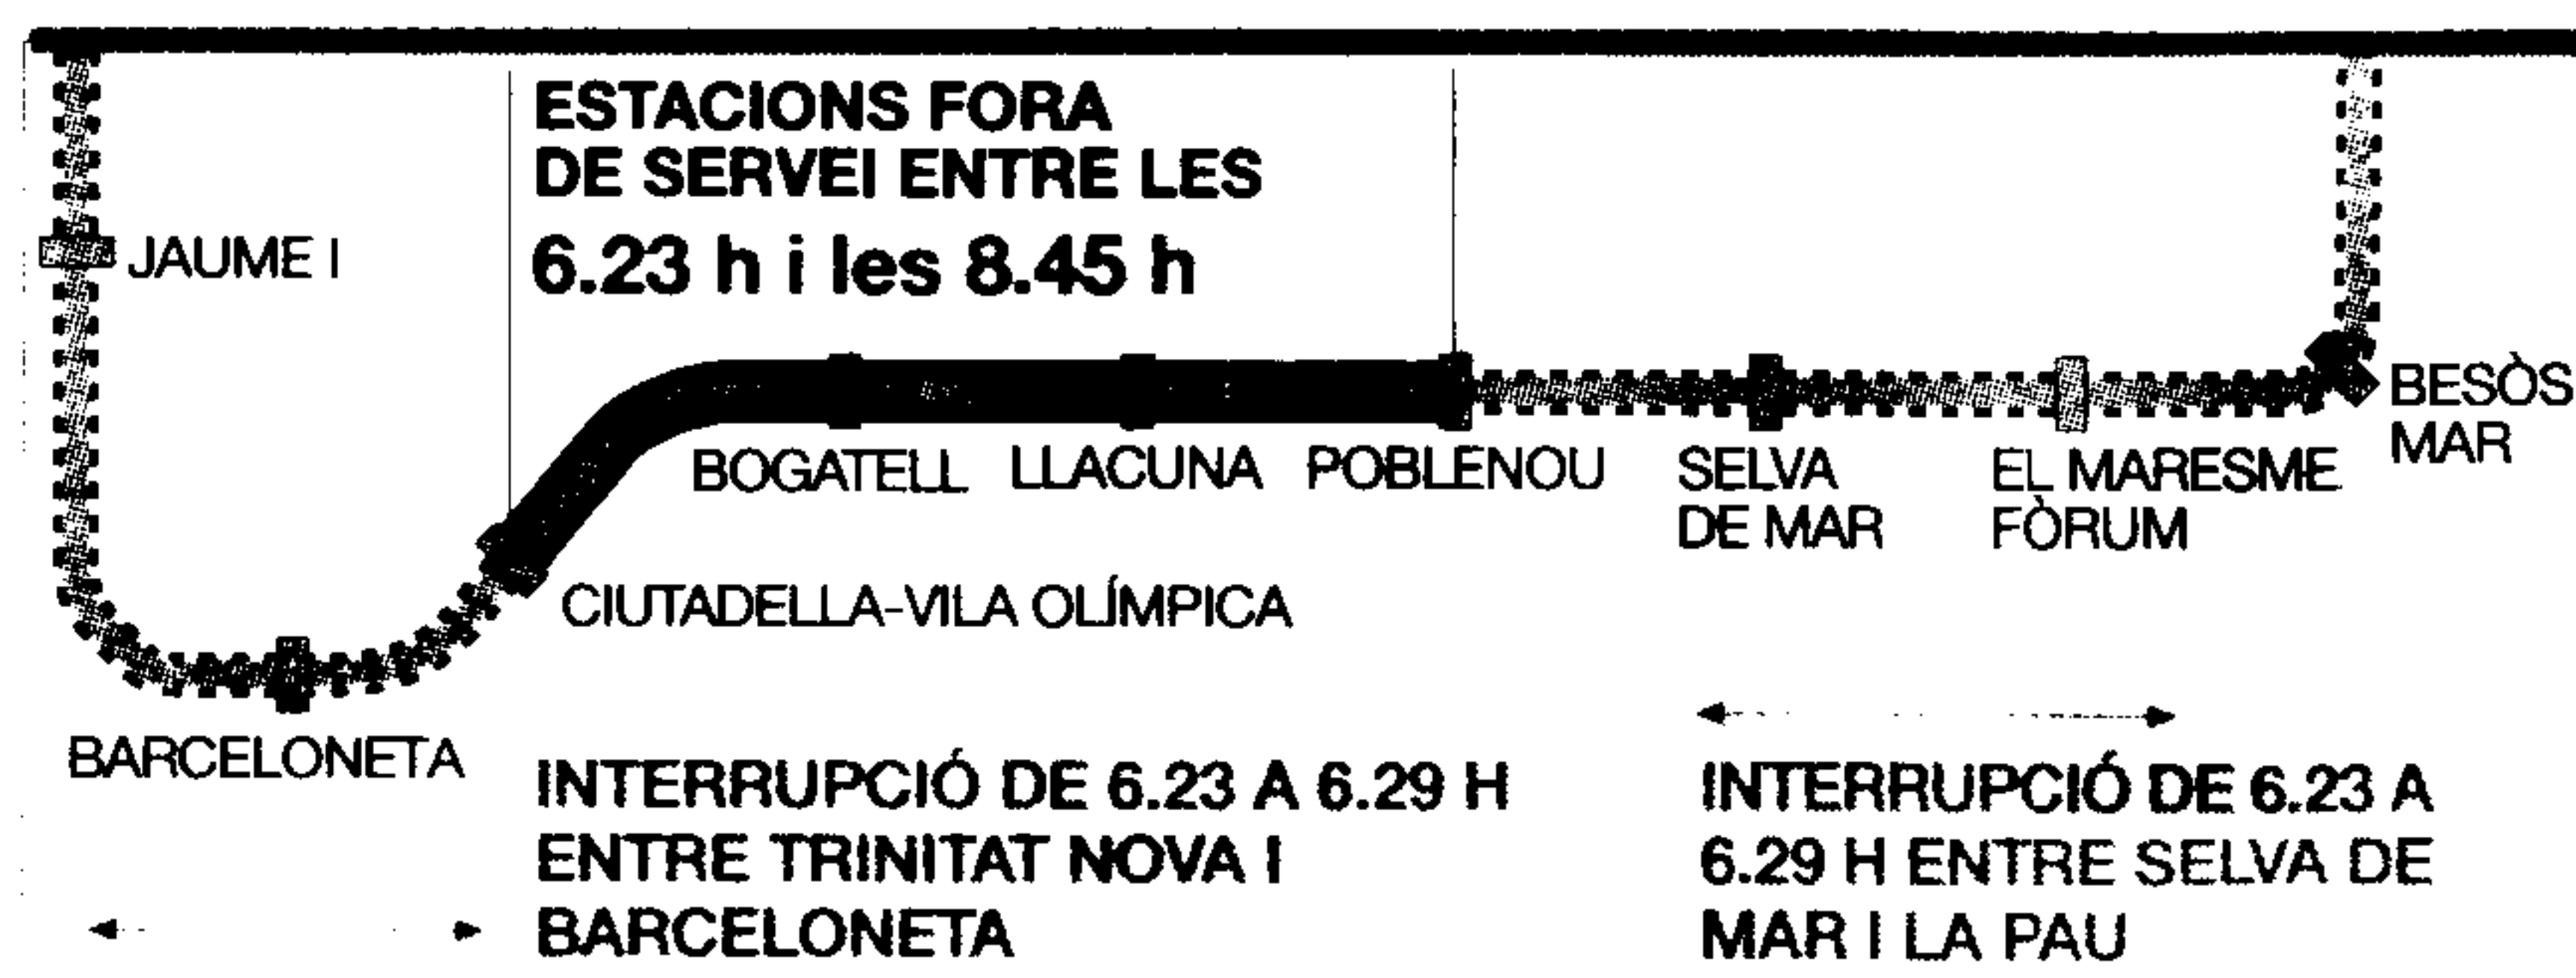 ESTACIONS FORA
DE SERVEI ENTRE LES
6.23 h i les 8.45 h
JAUME I
BESÒS
MAR
BOGATELL
LLACUNA
POBLENOU
SELVA
DE MAR
EL MARESME
FÒRUM
CIUTADELLA-VILA OLÍMPICA
BARCELONETA
INTERRUPCIÓ DE 6.23 A 6.29 H
ENTRE TRINITAT NOVA I
BARCELONETA
INTERRUPCIÓ DE 6.23 A
6.29 H ENTRE SELVA DE
MAR I LA PAU